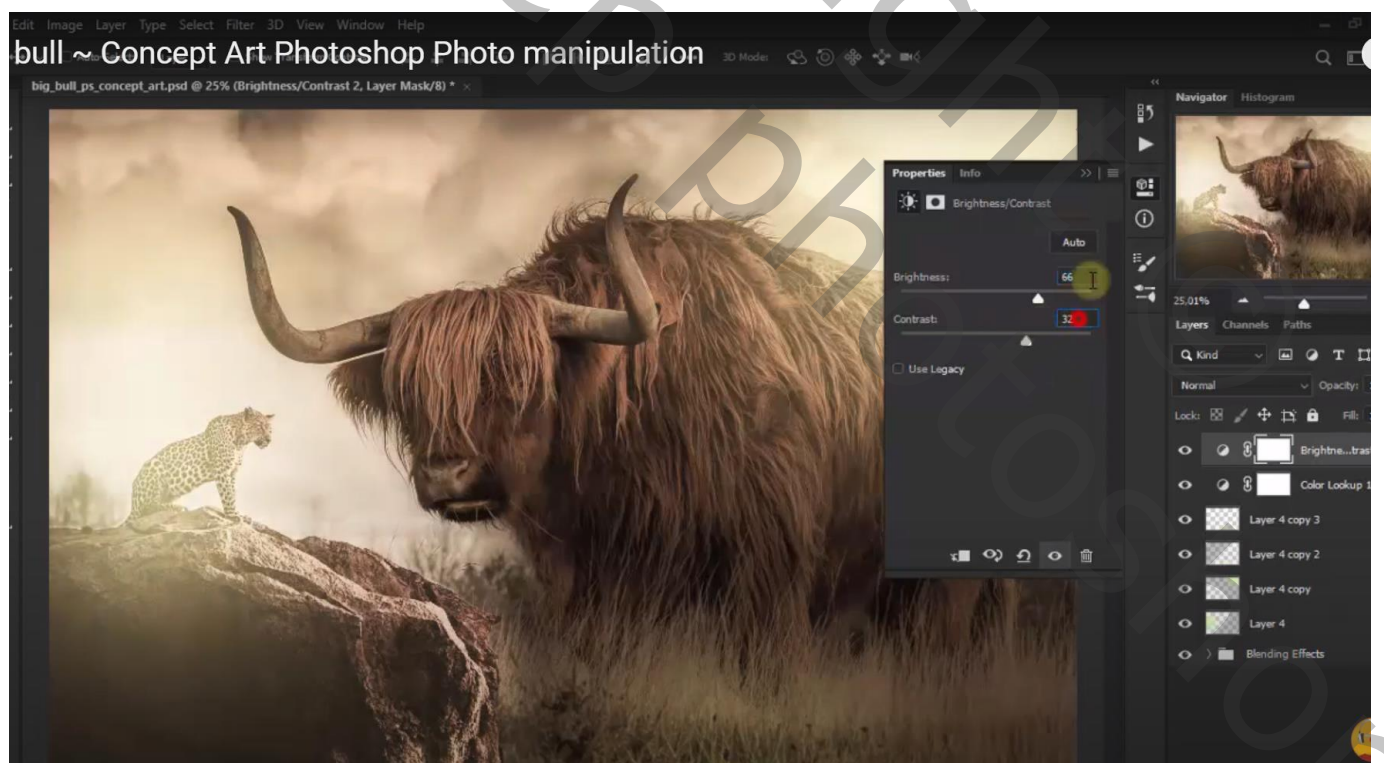 Edit Image Layer Type Select Filter 3D View Window Help
bull ~ Concept Art Photoshop Photo manipulation
3D Mode:
big_bull_ps_concept_art.psd @ 25% (Brightness/Contrast 2, Layer Mask/8) *
Navigator Histogram
Properties Info
Brightness/Contrast
Auto
Brightness: 66
Contrast: 32
Use Legacy
25,01%
Layers Channels Paths
Kind
Normal Opacity:
Lock: Fill:
Brightne...trast
Color Lookup 1
Layer 4 copy 3
Layer 4 copy 2
Layer 4 copy
Layer 4
Blending Effects